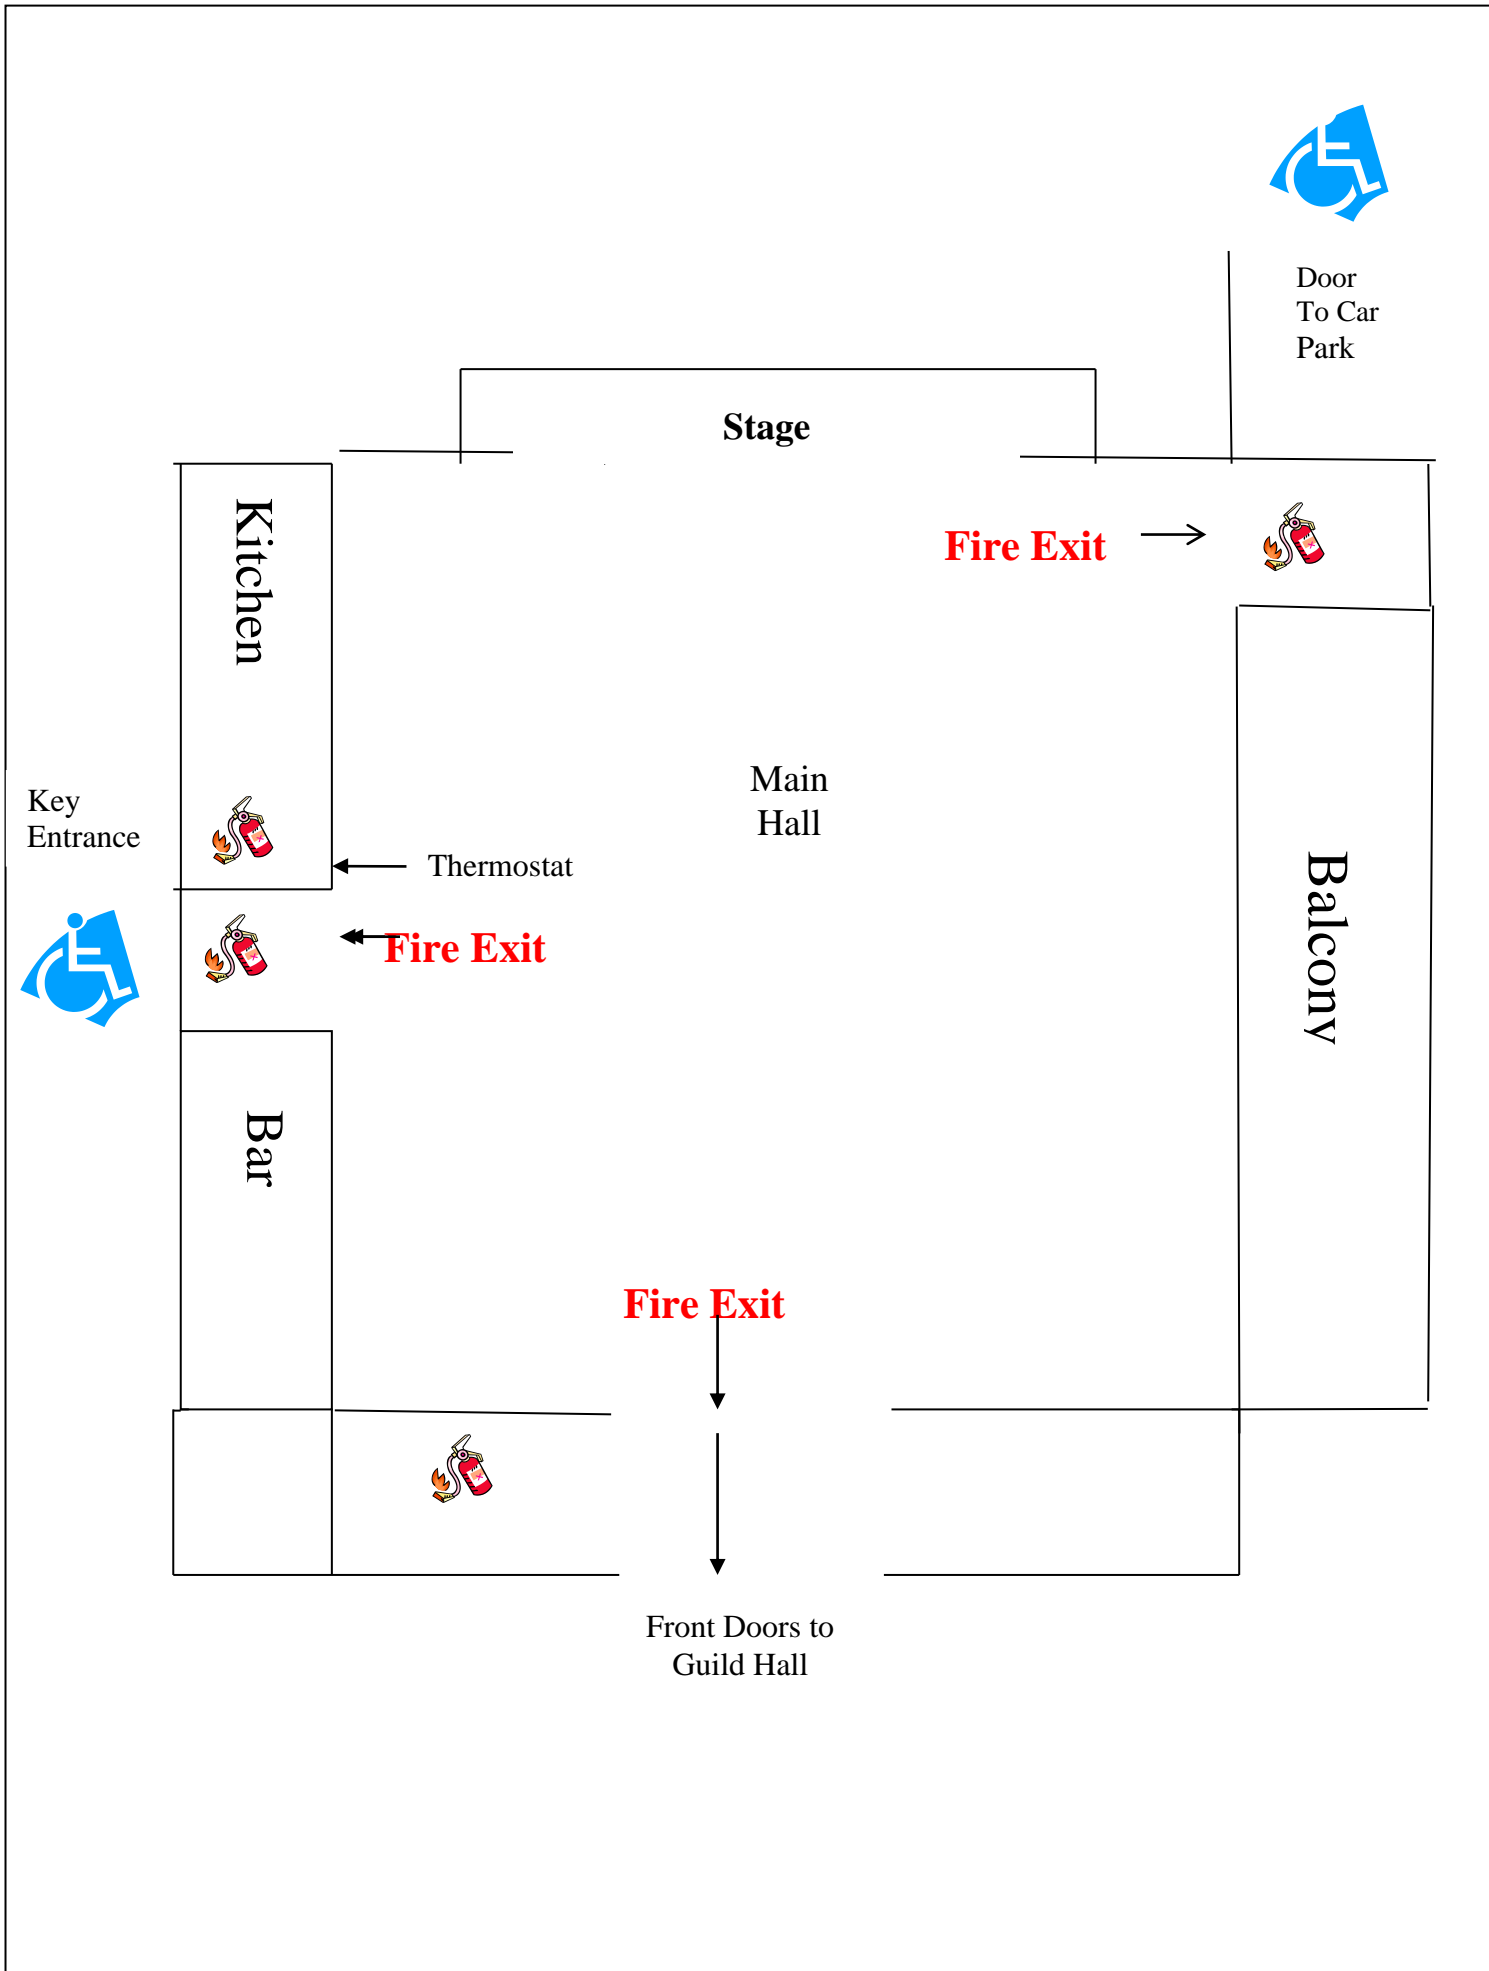 Door
To Car
Park
Stage
Kitchen
Fire Exit
Main
Hall
Key
Entrance
Thermostat
Balcony
Fire Exit
Bar
Fire Exit
Front Doors to
Guild Hall